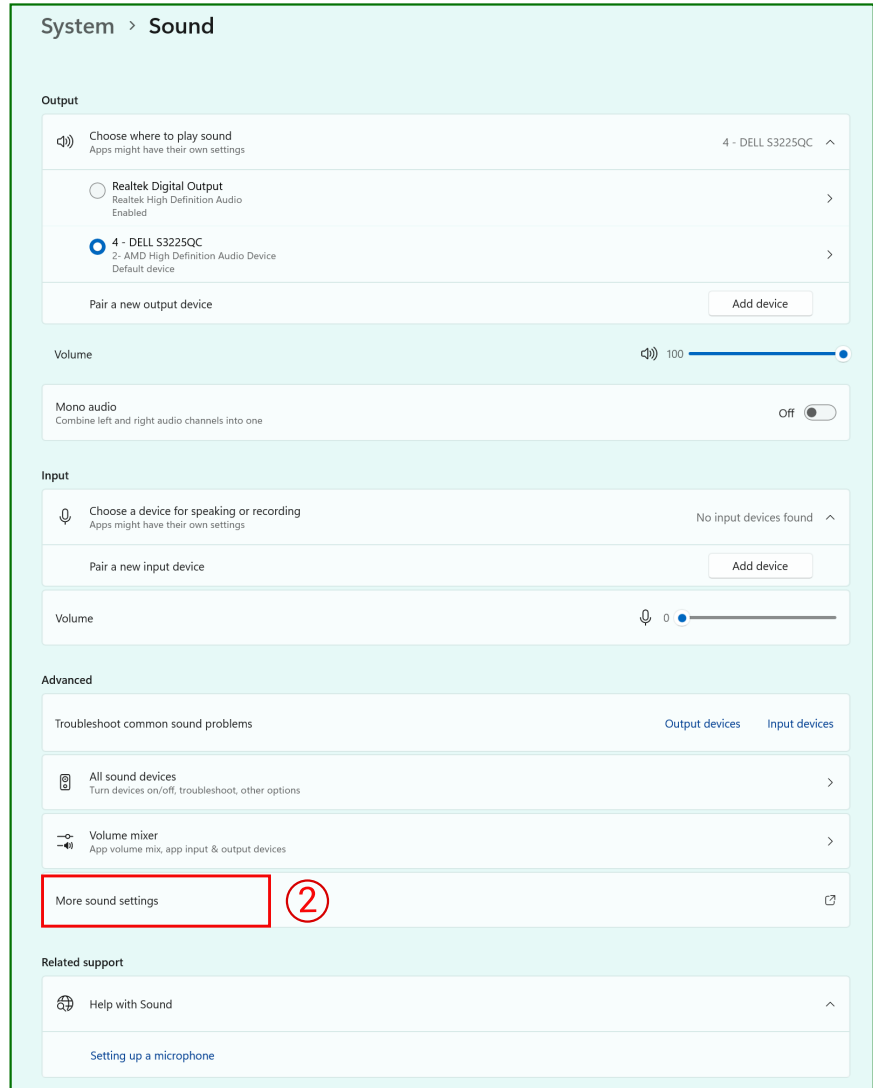 System > Sound
Output
Choose where to play sound
Apps might have their own settings
4 - DELL S3225QC
Realtek Digital Output
Realtek High Definition Audio
Enabled
4 - DELL S3225QC
2- AMD High Definition Audio Device
Default device
Pair a new output device
Add device
Volume
100
Mono audio
Combine left and right audio channels into one
Off
Input
Choose a device for speaking or recording
Apps might have their own settings
No input devices found
Pair a new input device
Add device
Volume
0
Advanced
Troubleshoot common sound problems
Output devices
Input devices
All sound devices
Turn devices on/off, troubleshoot, other options
Volume mixer
App volume mix, app input & output devices
More sound settings
②
Related support
Help with Sound
Setting up a microphone